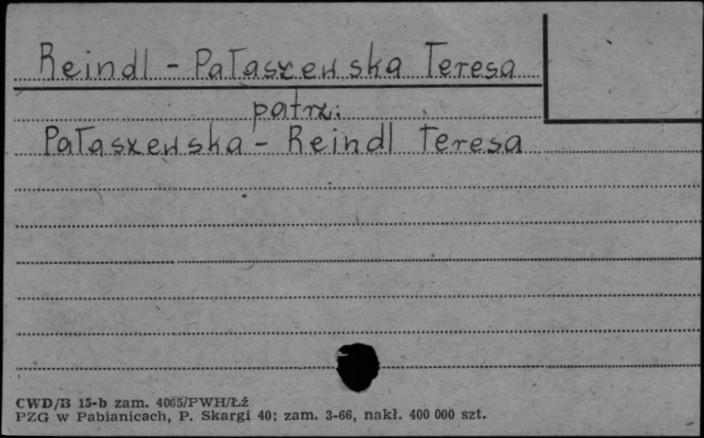 Reindl - Pałaszewska Teresa
patrz:
Pałaszewska - Reindl Teresa
CWD/B 15-b zam. 4065/PWH/Łź
PZG w Pabianicach, P. Skargi 40; zam. 3-66, nakł. 400 000 szt.